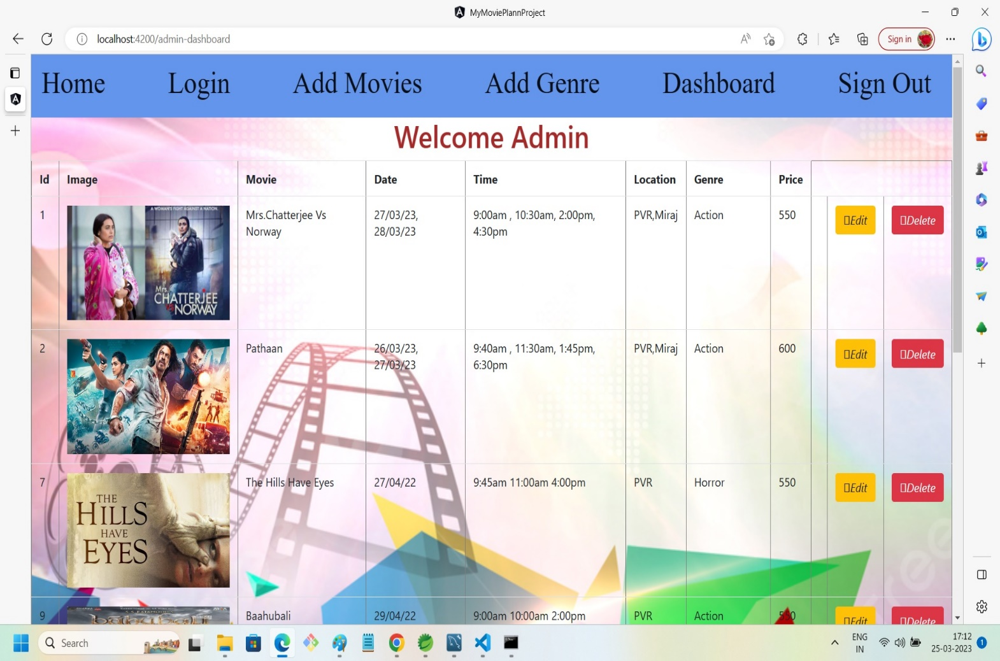 MyMoviePlannProject
localhost:4200/admin-dashboard
Sign in
Home Login Add Movies Add Genre Dashboard Sign Out
Welcome Admin
Id Image Movie Date Time Location Genre Price
1 Mrs.Chatterjee Vs 27/03/23, 9:00am , 10:30am, 2:00pm, PVR,Miraj Action 550 Edit Delete
Norway 28/03/23 4:30pm
A WOMAN'S FIGHT AGAINST A NATION.
Mrs.
CHATTERJEE
VS NORWAY
2 Pathaan 26/03/23, 9:40am , 11:30am, 1:45pm, PVR,Miraj Action 600 Edit Delete
27/03/23 6:30pm
7 The Hills Have Eyes 27/04/22 9:45am 11:00am 4:00pm PVR Horror 550 Edit Delete
THE
HILLS
HAVE
EYES
9 Baahubali 29/04/22 9:00am 10:00am 2:00pm PVR Action 550 Edit Delete
S.S RAJAMOULI'S
bahubali
Search
ENG
IN
17:12
25-03-2023
1